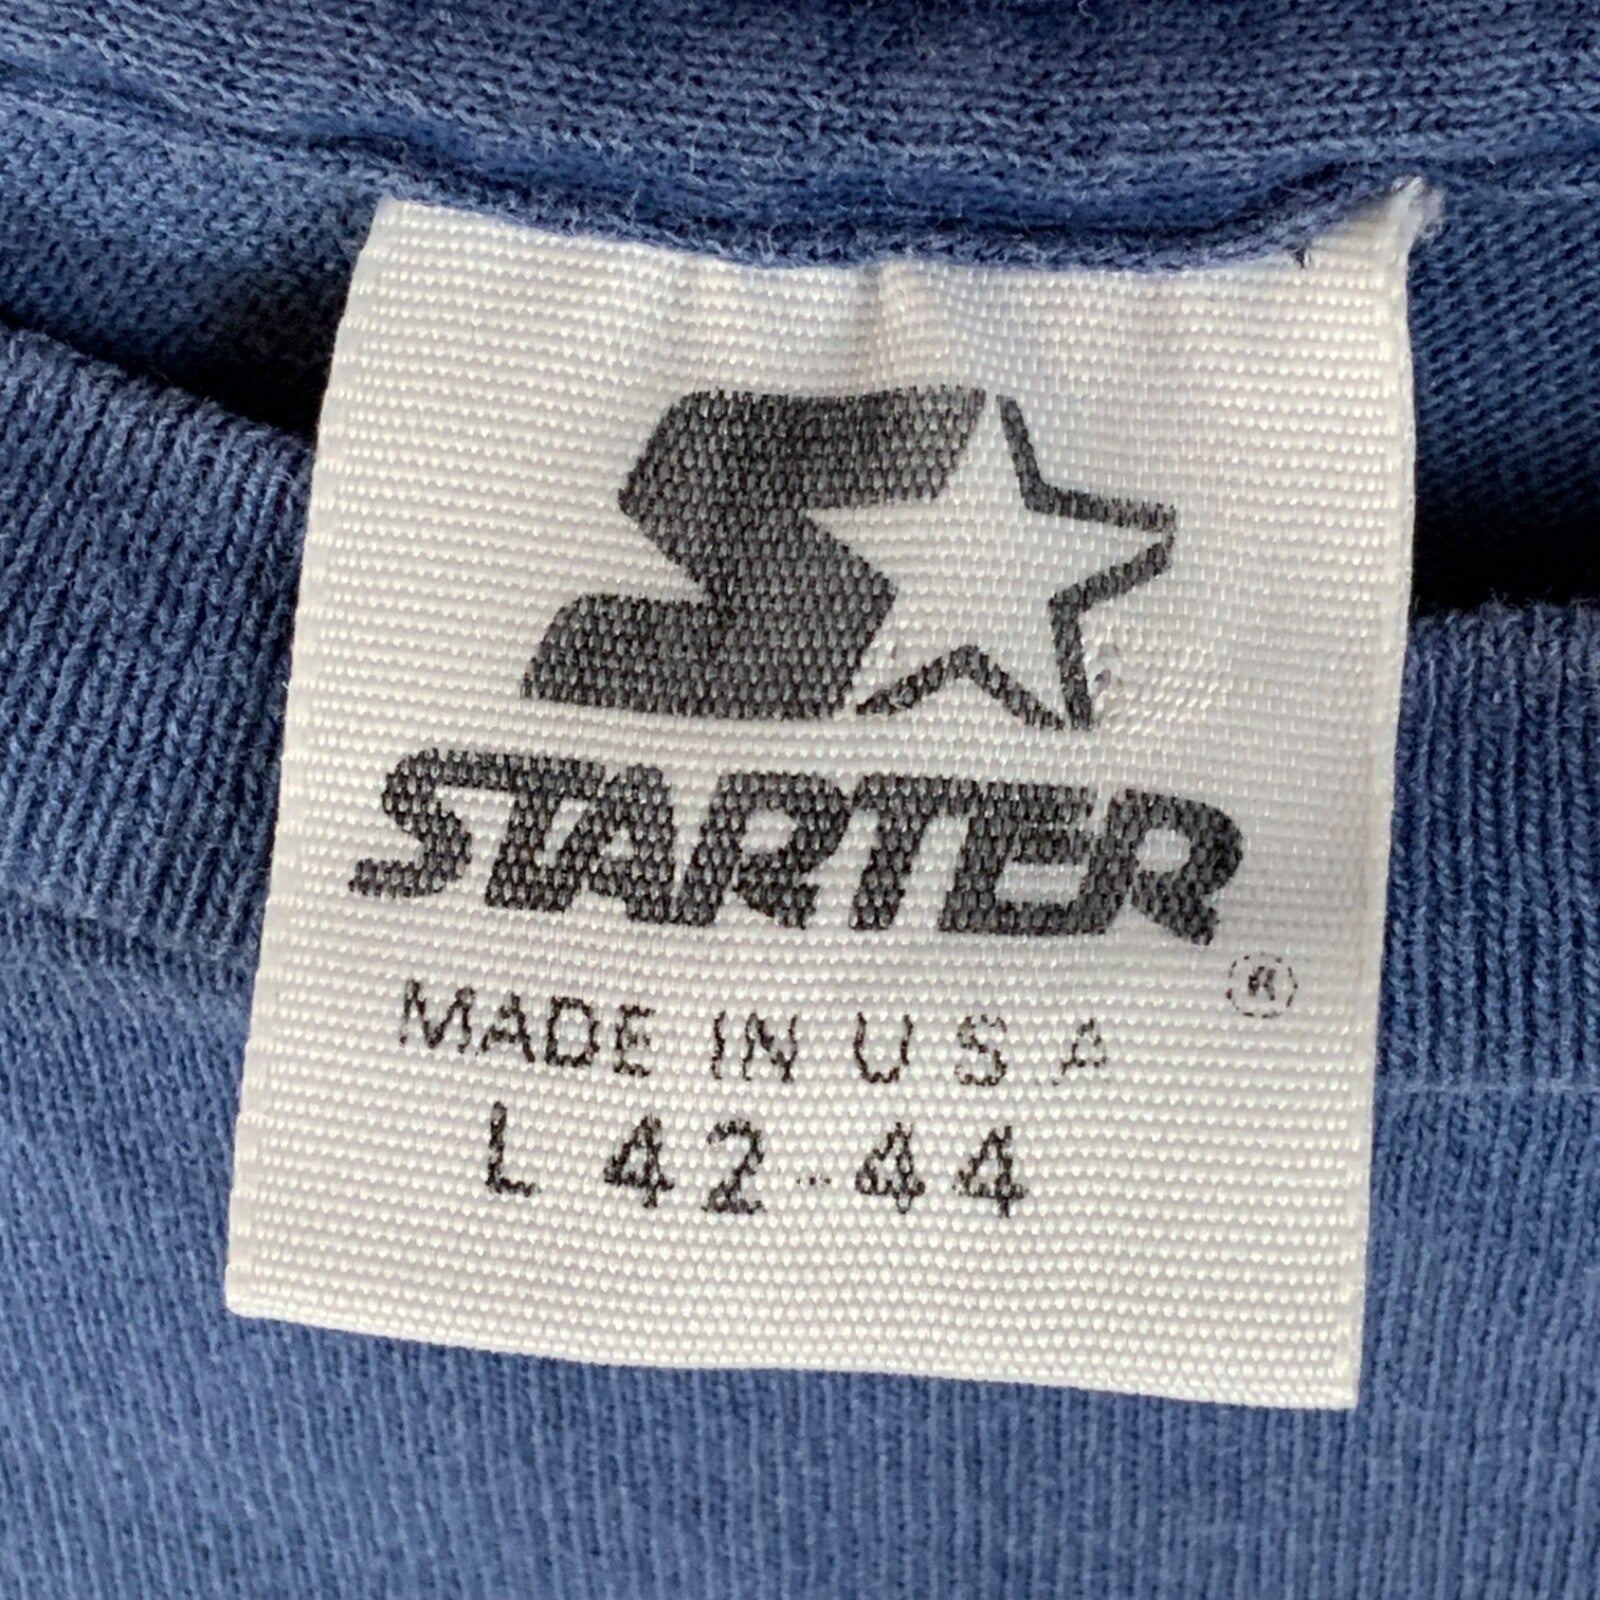 STARTER
®
MADE IN U.S.A
L 42-44